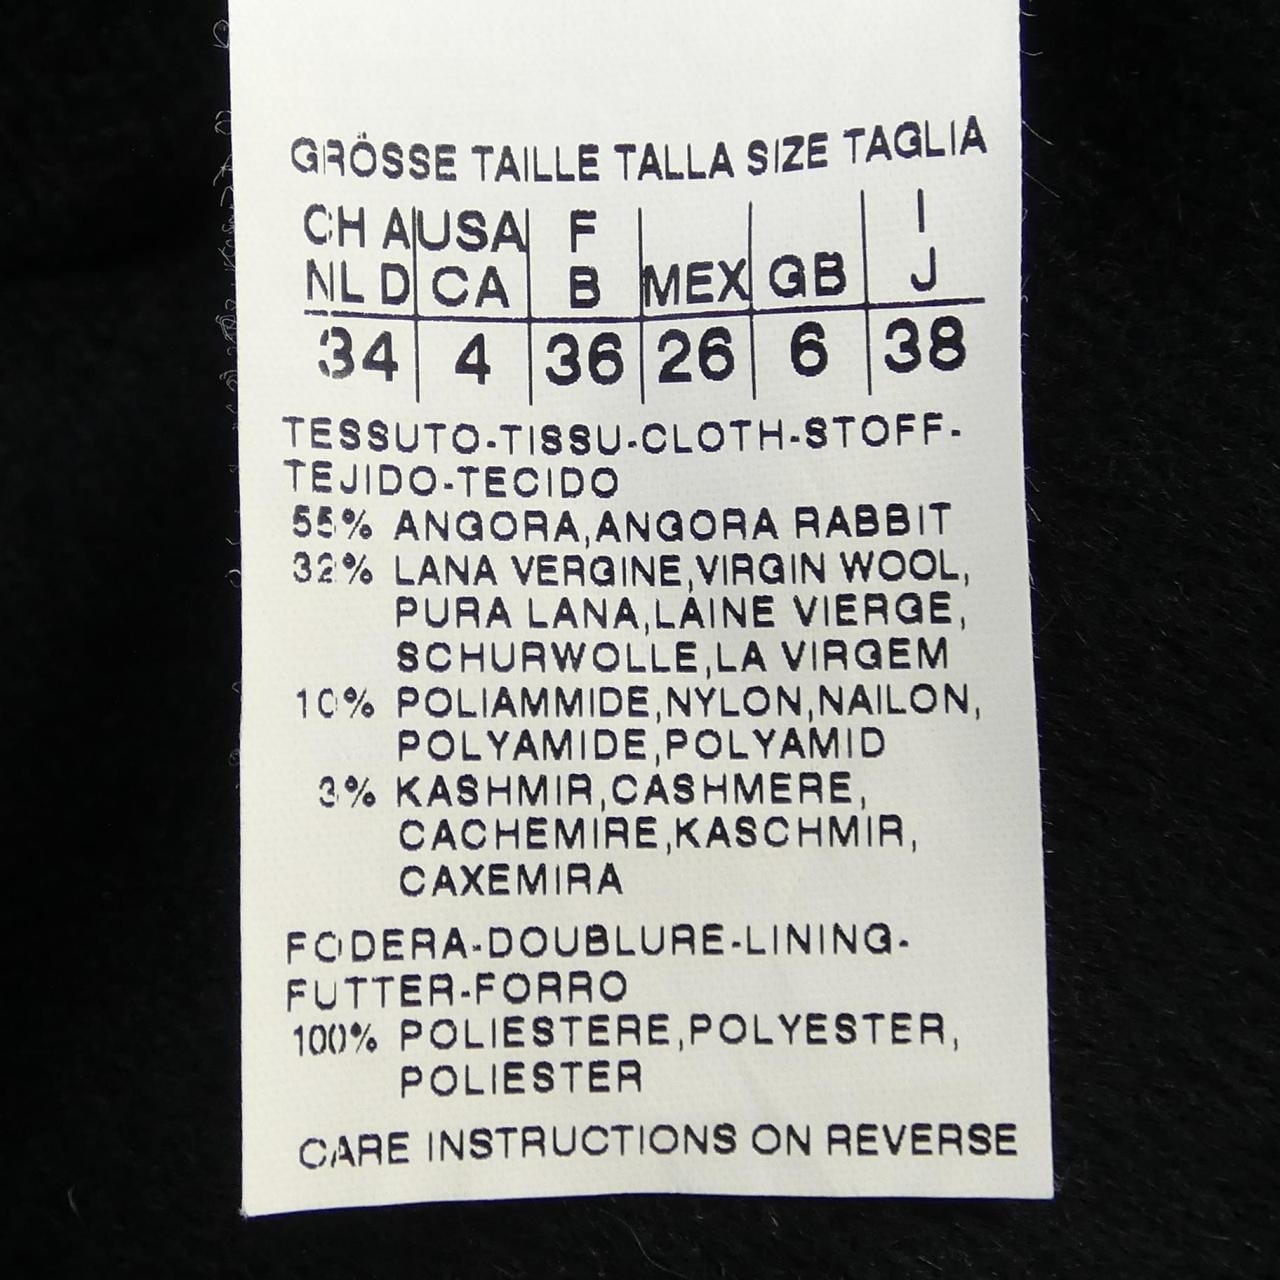 GRÖSSE TAILLE TALLA SIZE TAGLIA
CH A USA F I
NL D CA B MEX GB J
34 4 36 26 6 38
TESSUTO-TISSU-CLOTH-STOFF-
TEJIDO-TECIDO
55% ANGORA,ANGORA RABBIT
32% LANA VERGINE,VIRGIN WOOL,
PURA LANA,LAINE VIERGE,
SCHURWOLLE,LA VIRGEM
10% POLIAMMIDE,NYLON,NAILON,
POLYAMIDE,POLYAMID
3% KASHMIR,CASHMERE,
CACHEMIRE,KASCHMIR,
CAXEMIRA
FODERA-DOUBLURE-LINING-
FUTTER-FORRO
100% POLIESTERE,POLYESTER,
POLIESTER
CARE INSTRUCTIONS ON REVERSE